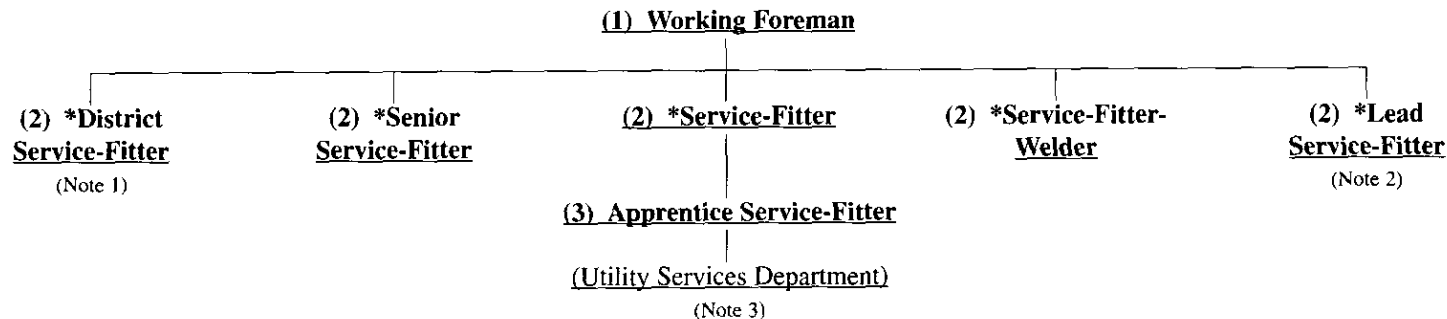 (1) Working Foreman
(2) *District
Service-Fitter
(Note 1)
(2) *Senior
Service-Fitter
(2) *Service-Fitter
(2) *Service-Fitter-
Welder
(2) *Lead
Service-Fitter
(Note 2)
(3) Apprentice Service-Fitter
(Utility Services Department)
(Note 3)